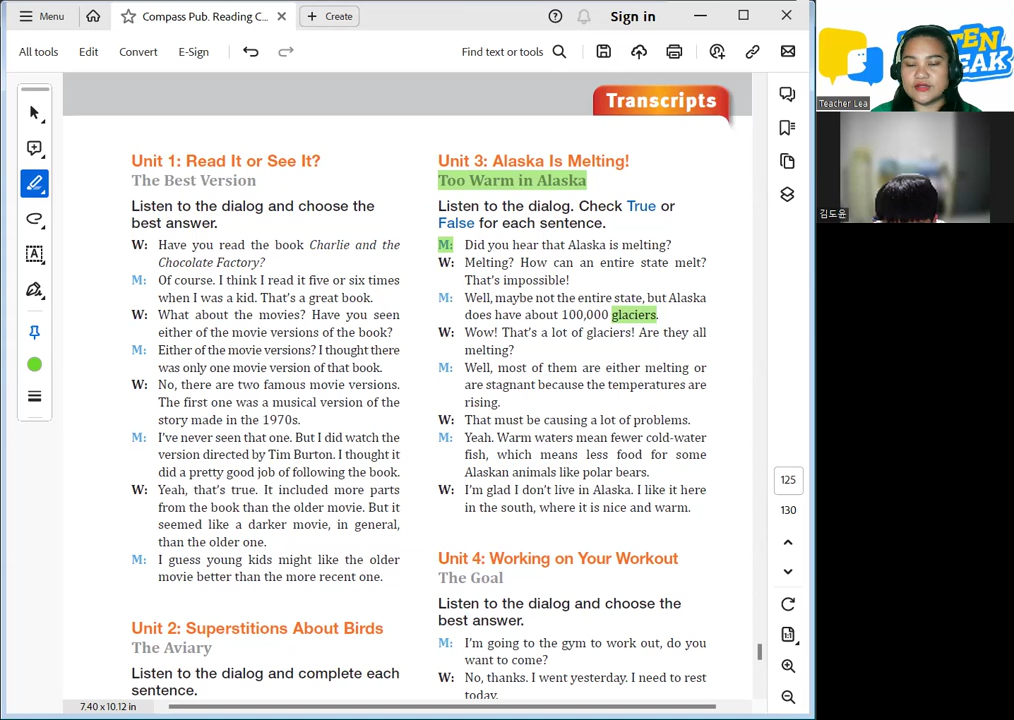 Menu
Compass Pub. Reading C...
Create
Sign in
All tools
Edit
Convert
E-Sign
Find text or tools
Transcripts
Unit 1: Read It or See It?
The Best Version
Listen to the dialog and choose the
best answer.
W: Have you read the book Charlie and the
Chocolate Factory?
M: Of course. I think I read it five or six times
when I was a kid. That's a great book.
W: What about the movies? Have you seen
either of the movie versions of the book?
M: Either of the movie versions? I thought there
was only one movie version of that book.
W: No, there are two famous movie versions.
The first one was a musical version of the
story made in the 1970s.
M: I've never seen that one. But I did watch the
version directed by Tim Burton. I thought it
did a pretty good job of following the book.
W: Yeah, that's true. It included more parts
from the book than the older movie. But it
seemed like a darker movie, in general,
than the older one.
M: I guess young kids might like the older
movie better than the more recent one.
Unit 2: Superstitions About Birds
The Aviary
Listen to the dialog and complete each
sentence.
Unit 3: Alaska Is Melting!
Too Warm in Alaska
Listen to the dialog. Check True or
False for each sentence.
M: Did you hear that Alaska is melting?
W: Melting? How can an entire state melt?
That's impossible!
M: Well, maybe not the entire state, but Alaska
does have about 100,000 glaciers.
W: Wow! That's a lot of glaciers! Are they all
melting?
M: Well, most of them are either melting or
are stagnant because the temperatures are
rising.
W: That must be causing a lot of problems.
M: Yeah. Warm waters mean fewer cold-water
fish, which means less food for some
Alaskan animals like polar bears.
W: I'm glad I don't live in Alaska. I like it here
in the south, where it is nice and warm.
Unit 4: Working on Your Workout
The Goal
Listen to the dialog and choose the
best answer.
M: I'm going to the gym to work out, do you
want to come?
W: No, thanks. I went yesterday. I need to rest
today.
125
130
7.40 x 10.12 in
Teacher Lea
김도윤